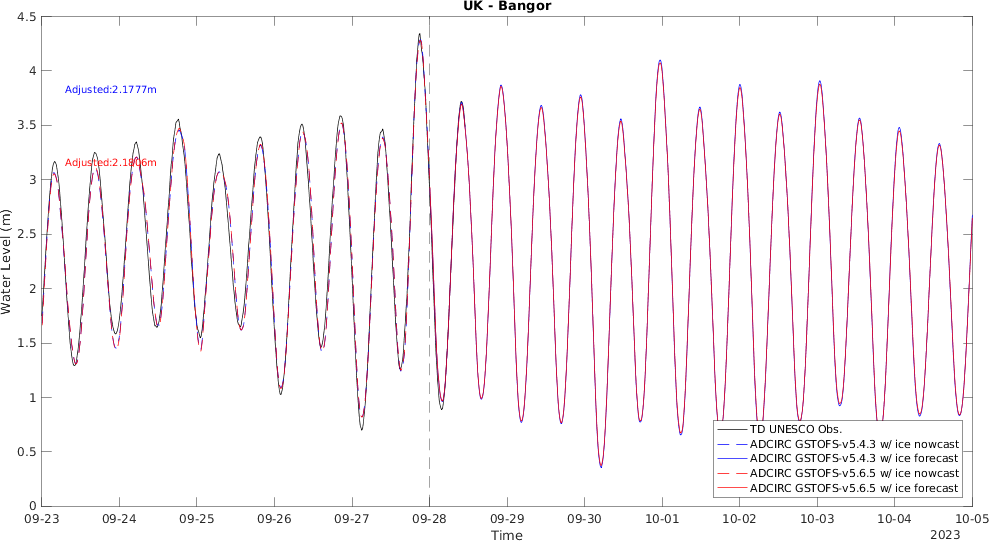 UK - Bangor
4.5
4
3.5
3
2.5
2
1.5
1
0.5
0
Water Level (m)
Adjusted:2.1777m
Adjusted:2.1806m
TD UNESCO Obs.
ADCIRC GSTOFS-v5.4.3 w/ ice nowcast
ADCIRC GSTOFS-v5.4.3 w/ ice forecast
ADCIRC GSTOFS-v5.6.5 w/ ice nowcast
ADCIRC GSTOFS-v5.6.5 w/ ice forecast
09-23 09-24 09-25 09-26 09-27 09-28 09-29 09-30 10-01 10-02 10-03 10-04 10-05
Time
2023